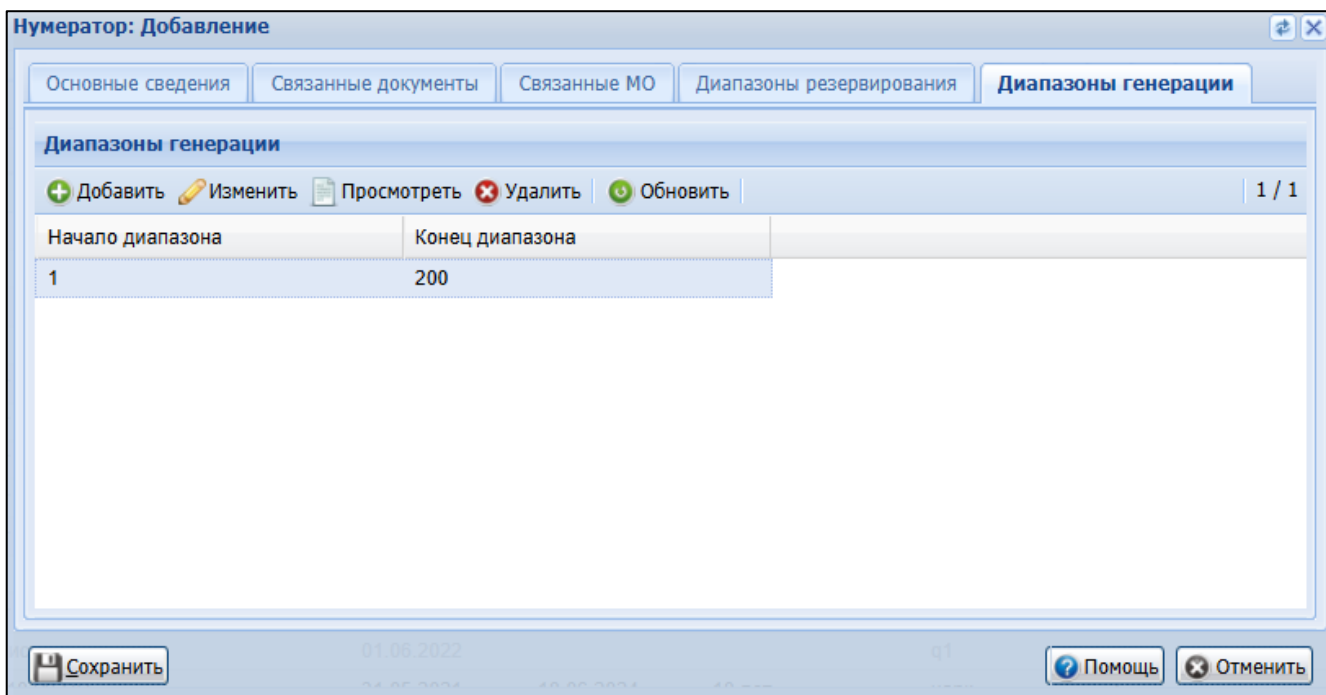 Нумератор: Добавление
Основные сведения Связанные документы Связанные МО Диапазоны резервирования Диапазоны генерации
Диапазоны генерации
Добавить Изменить Просмотреть Удалить Обновить 1 / 1
Начало диапазона Конец диапазона
1 200
01.06.2022 q1
Сохранить Помощь Отменить